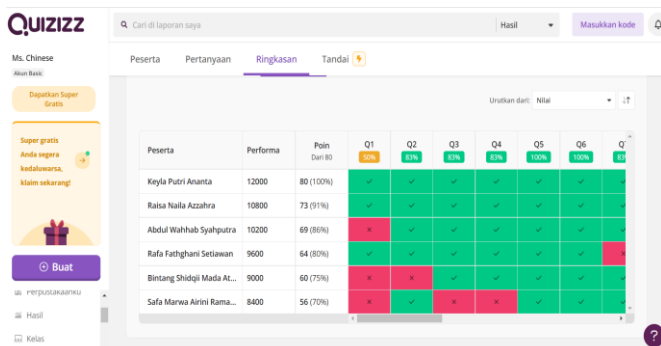 QUIZIZZ
Cari di laporan saya
Hasil
Masukkan kode
Ms. Chinese
Akun Basic
Dapatkan Super
Gratis
Super gratis
Anda segera
kedaluwarsa,
klaim sekarang!
Buat
Perpustakaanku
Hasil
Kelas
Peserta Pertanyaan Ringkasan Tandai
Urutkan dari: Nilai
Peserta Performa Poin Q1 Q2 Q3 Q4 Q5 Q6
Dari 80 50% 83% 83% 83% 100% 100%
Keyla Putri Ananta 12000 80 (100%)
Raisa Naila Azzahra 10800 73 (91%)
Abdul Wahhab Syahputra 10200 69 (86%)
Rafa Fathghani Setiawan 9600 64 (80%)
Bintang Shidqii Mada At... 9000 60 (75%)
Safa Marwa Airini Rama... 8400 56 (70%)
?